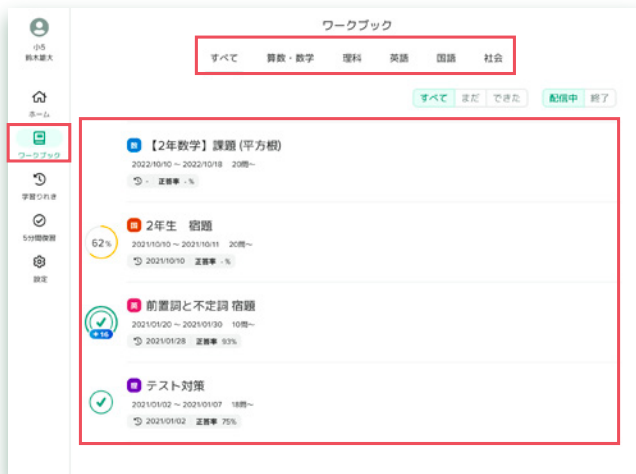 ワークブック
小5
鈴木雄大
すべて 算数・数学 理科 英語 国語 社会
すべて まだ できた 配信中 終了
ホーム
ワークブック
学習りれき
5分間復習
設定
数 【2年数学】課題 (平方根)
2022/10/10 ~ 2022/10/18 20問~
- 正答率 - %
62%
国 2年生 宿題
2021/10/10 ~ 2021/10/11 20問~
2021/10/10 正答率 - %
+16
英 前置詞と不定詞 宿題
2021/01/20 ~ 2021/01/30 10問~
2021/01/28 正答率 93%
テスト対策
2021/01/02 ~ 2021/01/07 18問~
2021/01/02 正答率 75%